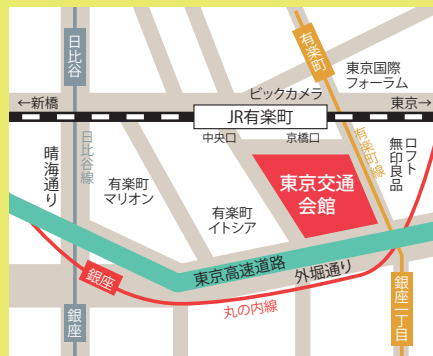 日比谷
有楽町
東京国際
フォーラム
ビックカメラ
←新橋
東京→
JR有楽町
中央口
京橋口
日比谷線
有楽町線
ロフト
無印良品
晴海通り
有楽町
マリオン
有楽町
イトシア
東京交通
会館
東京高速道路
外堀通り
銀座
丸の内線
銀座
銀座一丁目